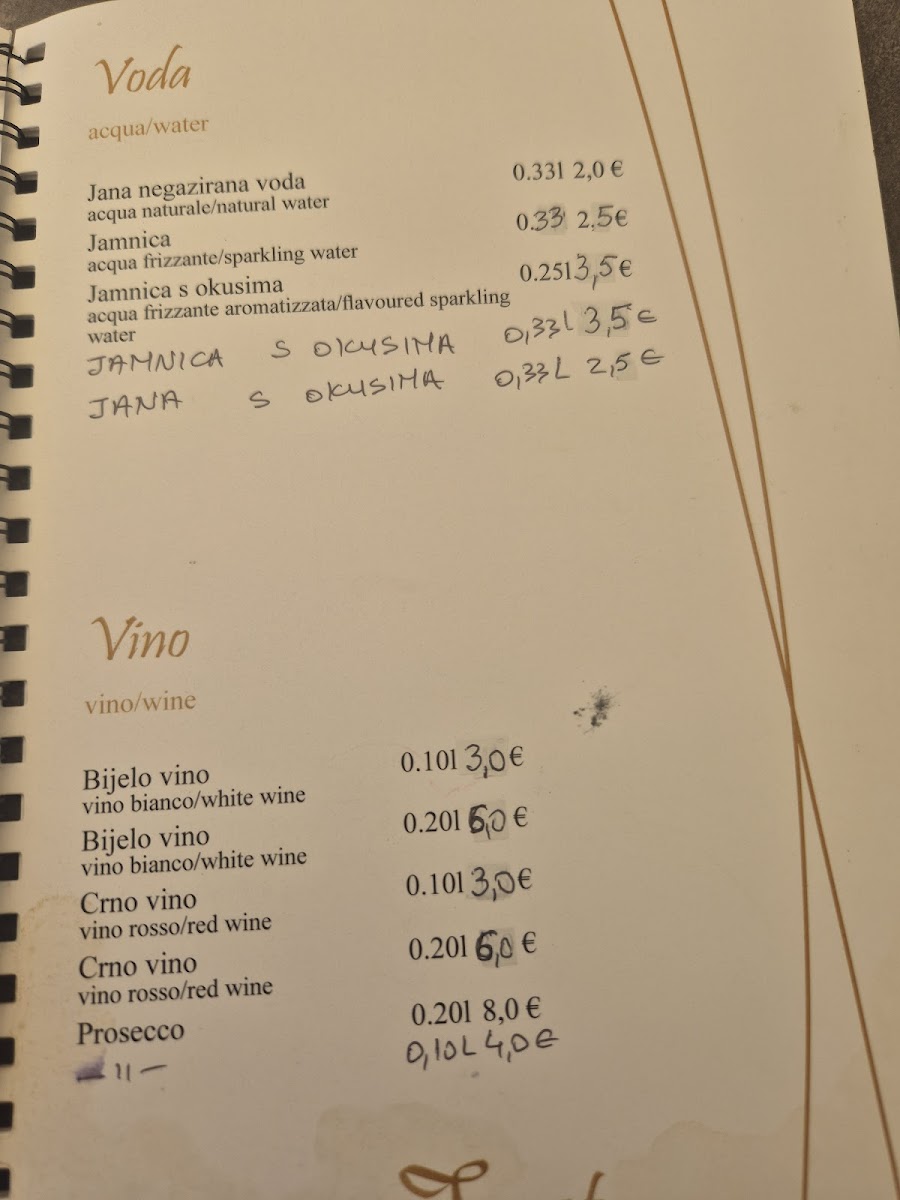 Voda
acqua/water
Jana negazirana voda 0.33l 2,0 €
acqua naturale/natural water
Jamnica 0.33 2.5€
acqua frizzante/sparkling water
Jamnica s okusima 0.25l 3,5 €
acqua frizzante aromatizzata/flavoured sparkling
water
JAMNICA S OKUSIMA 0,33l 3,5 €
JANA S OKUSIMA 0,33L 2,5 €
Vino
vino/wine
Bijelo vino 0.10l 3,0 €
vino bianco/white wine
Bijelo vino 0.20l 6,0 €
vino bianco/white wine
Crno vino 0.10l 3,0 €
vino rosso/red wine
Crno vino 0.20l 6,0 €
vino rosso/red wine
Prosecco 0.20l 8,0 €
— 11 — 0,10L 4,0 €